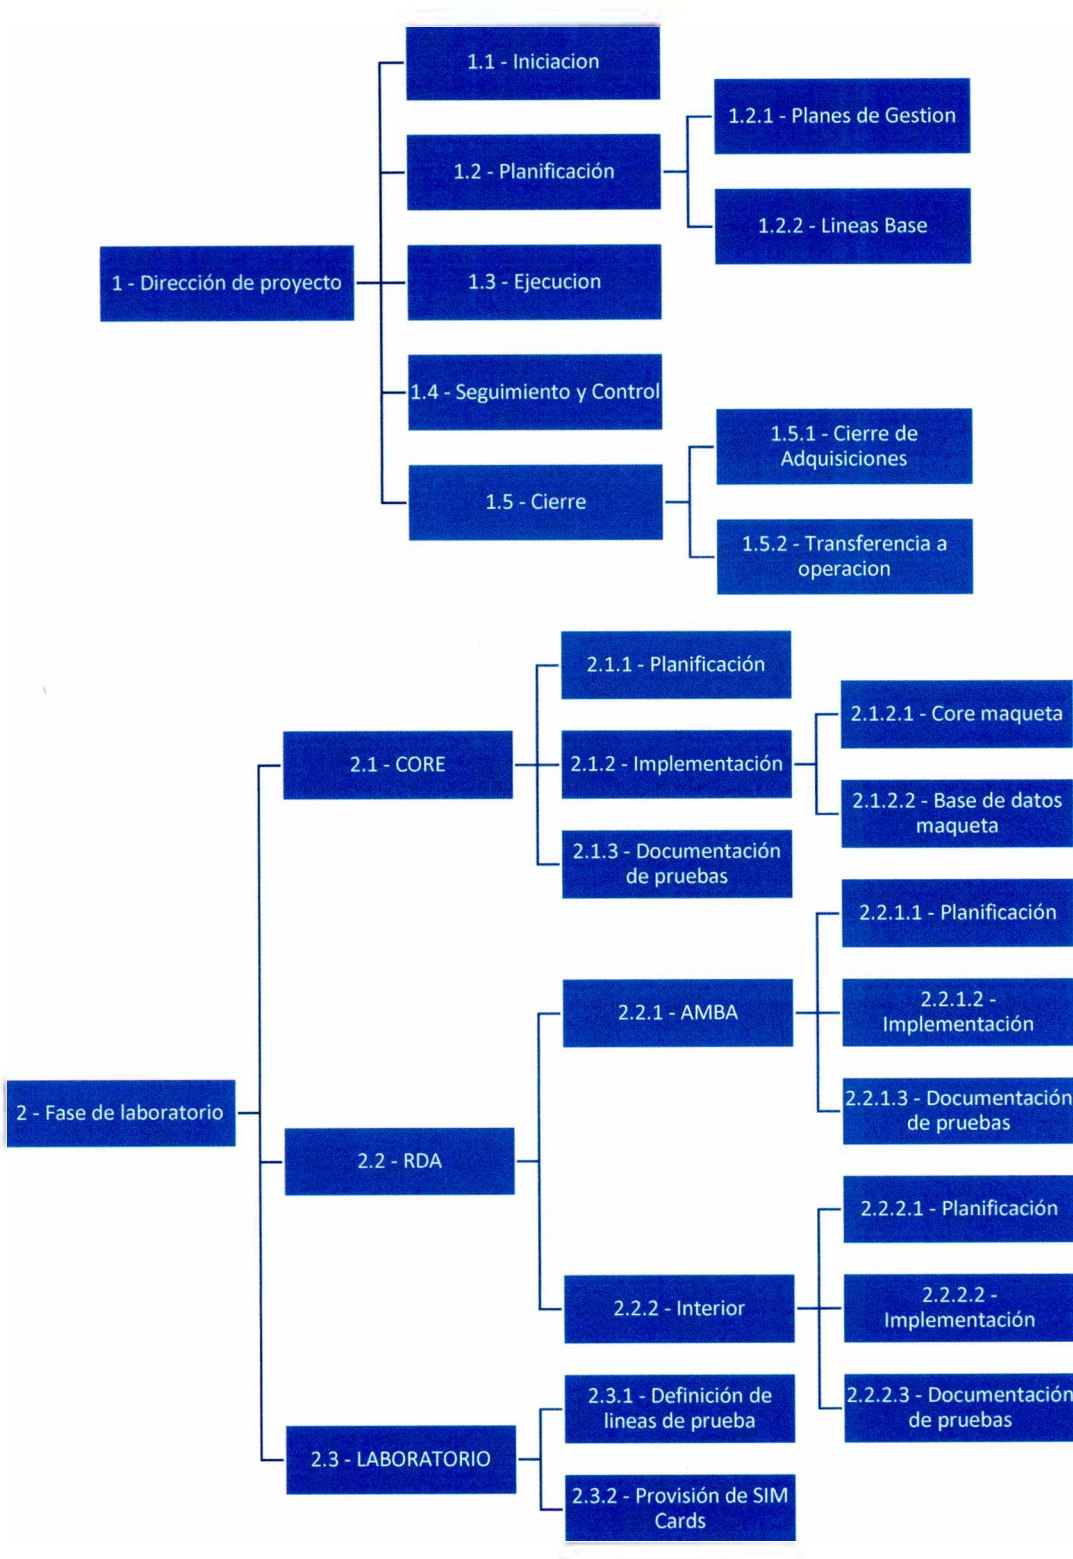 1 - Dirección de proyecto
1.1 - Iniciacion
1.2 - Planificación
1.2.1 - Planes de Gestion
1.2.2 - Lineas Base
1.3 - Ejecucion
1.4 - Seguimiento y Control
1.5 - Cierre
1.5.1 - Cierre de
Adquisiciones
1.5.2 - Transferencia a
operacion
2 - Fase de laboratorio
2.1 - CORE
2.1.1 - Planificación
2.1.2 - Implementación
2.1.2.1 - Core maqueta
2.1.2.2 - Base de datos
maqueta
2.1.3 - Documentación
de pruebas
2.2 - RDA
2.2.1 - AMBA
2.2.1.1 - Planificación
2.2.1.2 -
Implementación
2.2.1.3 - Documentación
de pruebas
2.2.2 - Interior
2.2.2.1 - Planificación
2.2.2.2 -
Implementación
2.2.2.3 - Documentación
de pruebas
2.3 - LABORATORIO
2.3.1 - Definición de
lineas de prueba
2.3.2 - Provisión de SIM
Cards